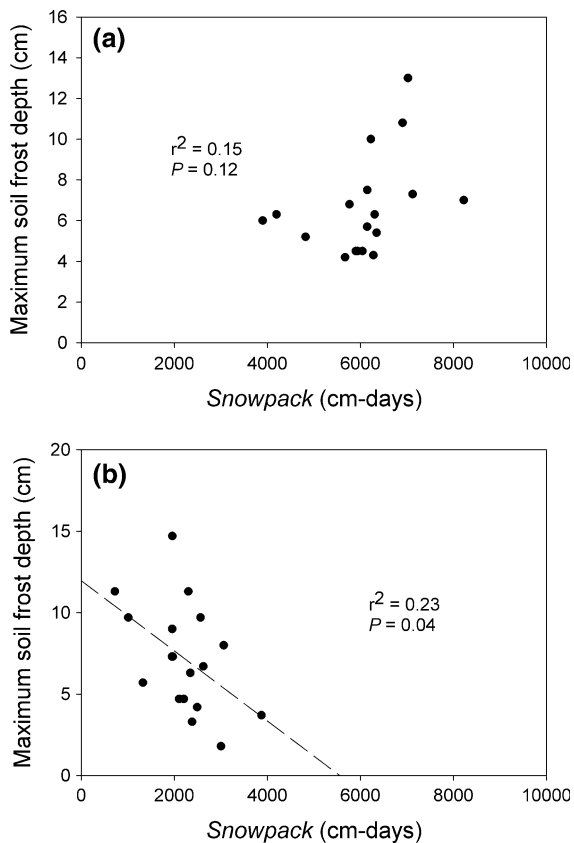 (a)
Maximum soil frost depth (cm)
16
14
12
10
8
6
4
2
0
r² = 0.15
P = 0.12
0 2000 4000 6000 8000 10000
Snowpack (cm-days)
(b)
Maximum soil frost depth (cm)
20
15
10
5
0
r² = 0.23
P = 0.04
0 2000 4000 6000 8000 10000
Snowpack (cm-days)